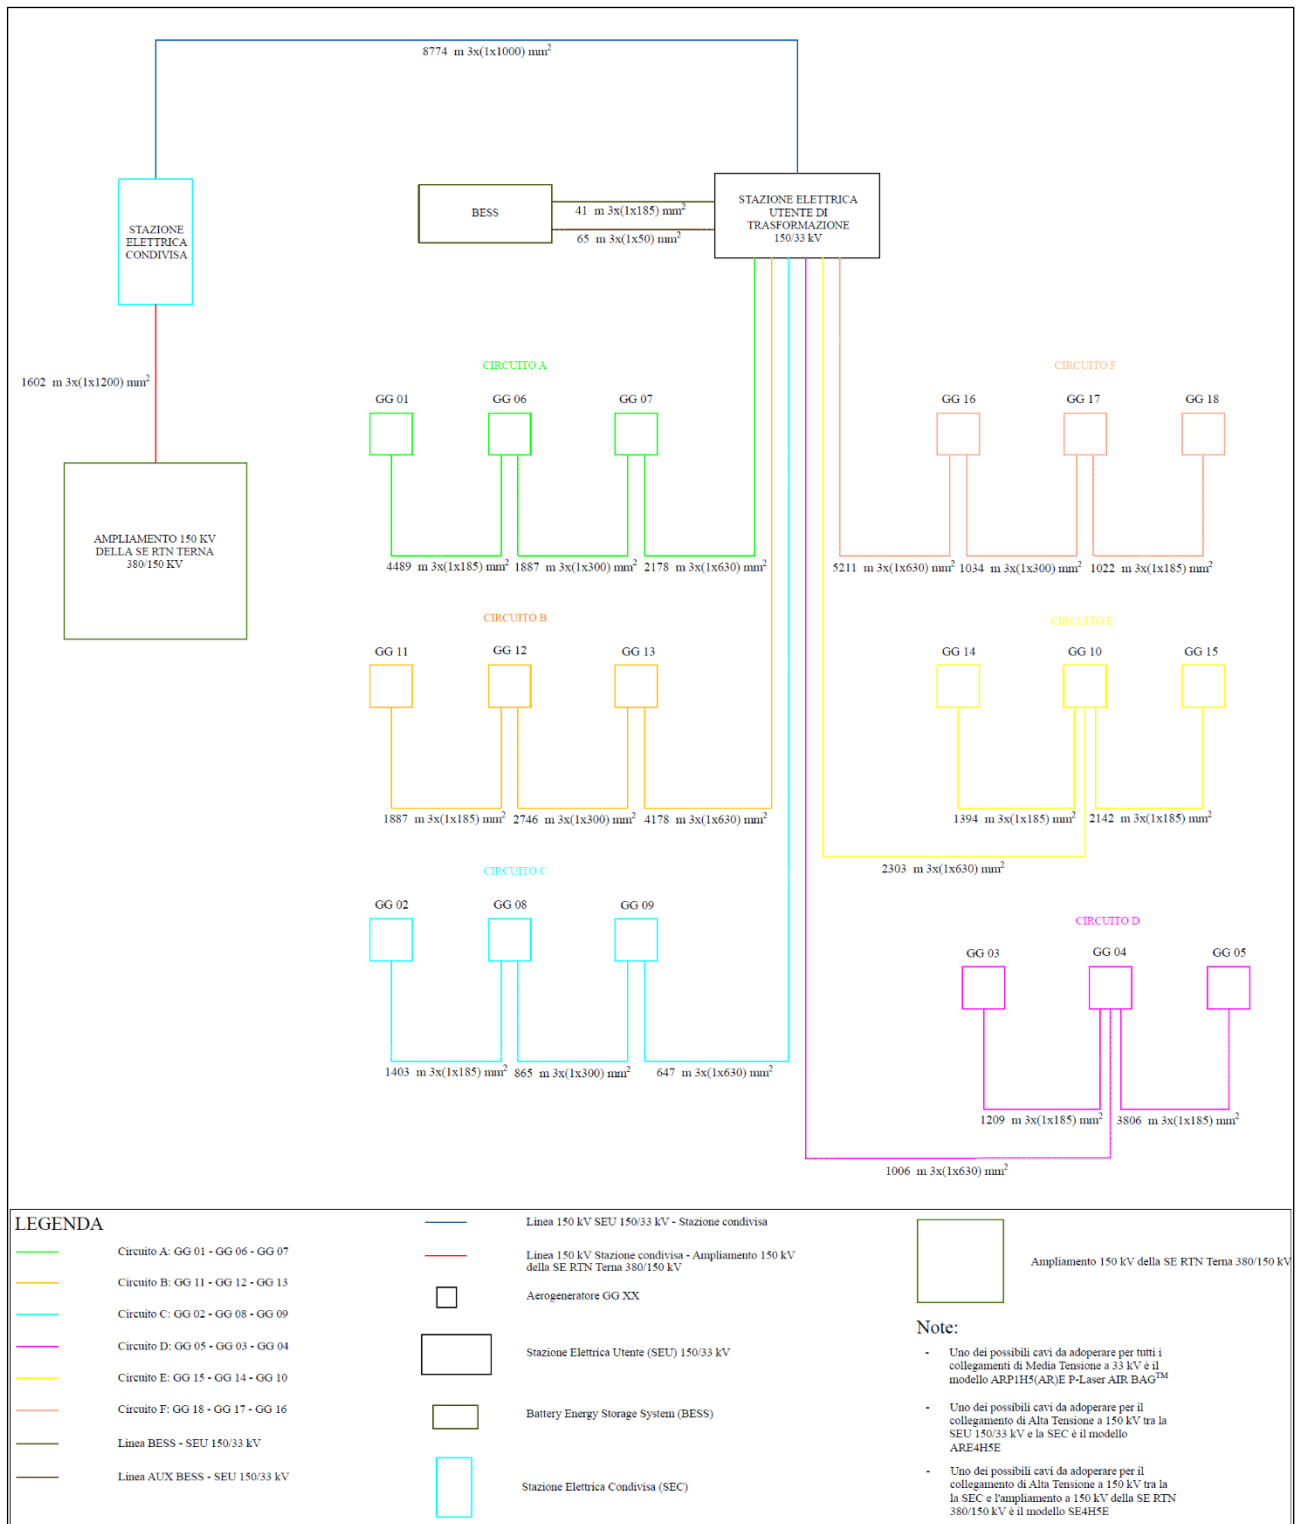 8774 m 3x(1x1000) mm²
STAZIONE
ELETTRICA
CONDIVISA
BESS
41 m 3x(1x185) mm²
65 m 3x(1x50) mm²
STAZIONE ELETTRICA
UTENTE DI
TRASFORMAZIONE
150/33 kV
1602 m 3x(1x1200) mm²
AMPLIAMENTO 150 KV
DELLA SE RTN TERNA
380/150 KV
CIRCUITO A
GG 01 GG 06 GG 07
4489 m 3x(1x185) mm² 1887 m 3x(1x300) mm² 2178 m 3x(1x630) mm²
CIRCUITO F
GG 16 GG 17 GG 18
5211 m 3x(1x630) mm² 1034 m 3x(1x300) mm² 1022 m 3x(1x185) mm²
CIRCUITO B
GG 11 GG 12 GG 13
1887 m 3x(1x185) mm² 2746 m 3x(1x300) mm² 4178 m 3x(1x630) mm²
CIRCUITO E
GG 14 GG 10 GG 15
1394 m 3x(1x185) mm² 2142 m 3x(1x185) mm²
2303 m 3x(1x630) mm²
CIRCUITO C
GG 02 GG 08 GG 09
1403 m 3x(1x185) mm² 865 m 3x(1x300) mm² 647 m 3x(1x630) mm²
CIRCUITO D
GG 03 GG 04 GG 05
1209 m 3x(1x185) mm² 3806 m 3x(1x185) mm²
1006 m 3x(1x630) mm²
LEGENDA
Circuito A: GG 01 - GG 06 - GG 07
Circuito B: GG 11 - GG 12 - GG 13
Circuito C: GG 02 - GG 08 - GG 09
Circuito D: GG 05 - GG 03 - GG 04
Circuito E: GG 15 - GG 14 - GG 10
Circuito F: GG 18 - GG 17 - GG 16
Linea BESS - SEU 150/33 kV
Linea AUX BESS - SEU 150/33 kV
Linea 150 kV SEU 150/33 kV - Stazione condivisa
Linea 150 kV Stazione condivisa - Ampliamento 150 kV
della SE RTN Terna 380/150 kV
Aerogeneratore GG XX
Stazione Elettrica Utente (SEU) 150/33 kV
Battery Energy Storage System (BESS)
Stazione Elettrica Condivisa (SEC)
Ampliamento 150 kV della SE RTN Terna 380/150 kV
Note:
- Uno dei possibili cavi da adoperare per tutti i
collegamenti di Media Tensione a 33 kV è il
modello ARP1H5(AR)E P-Laser AIR BAG™
- Uno dei possibili cavi da adoperare per il
collegamento di Alta Tensione a 150 kV tra la
SEU 150/33 kV e la SEC è il modello
ARE4H5E
- Uno dei possibili cavi da adoperare per il
collegamento di Alta Tensione a 150 kV tra la
la SEC e l'ampliamento a 150 kV della SE RTN
380/150 kV è il modello SE4H5E